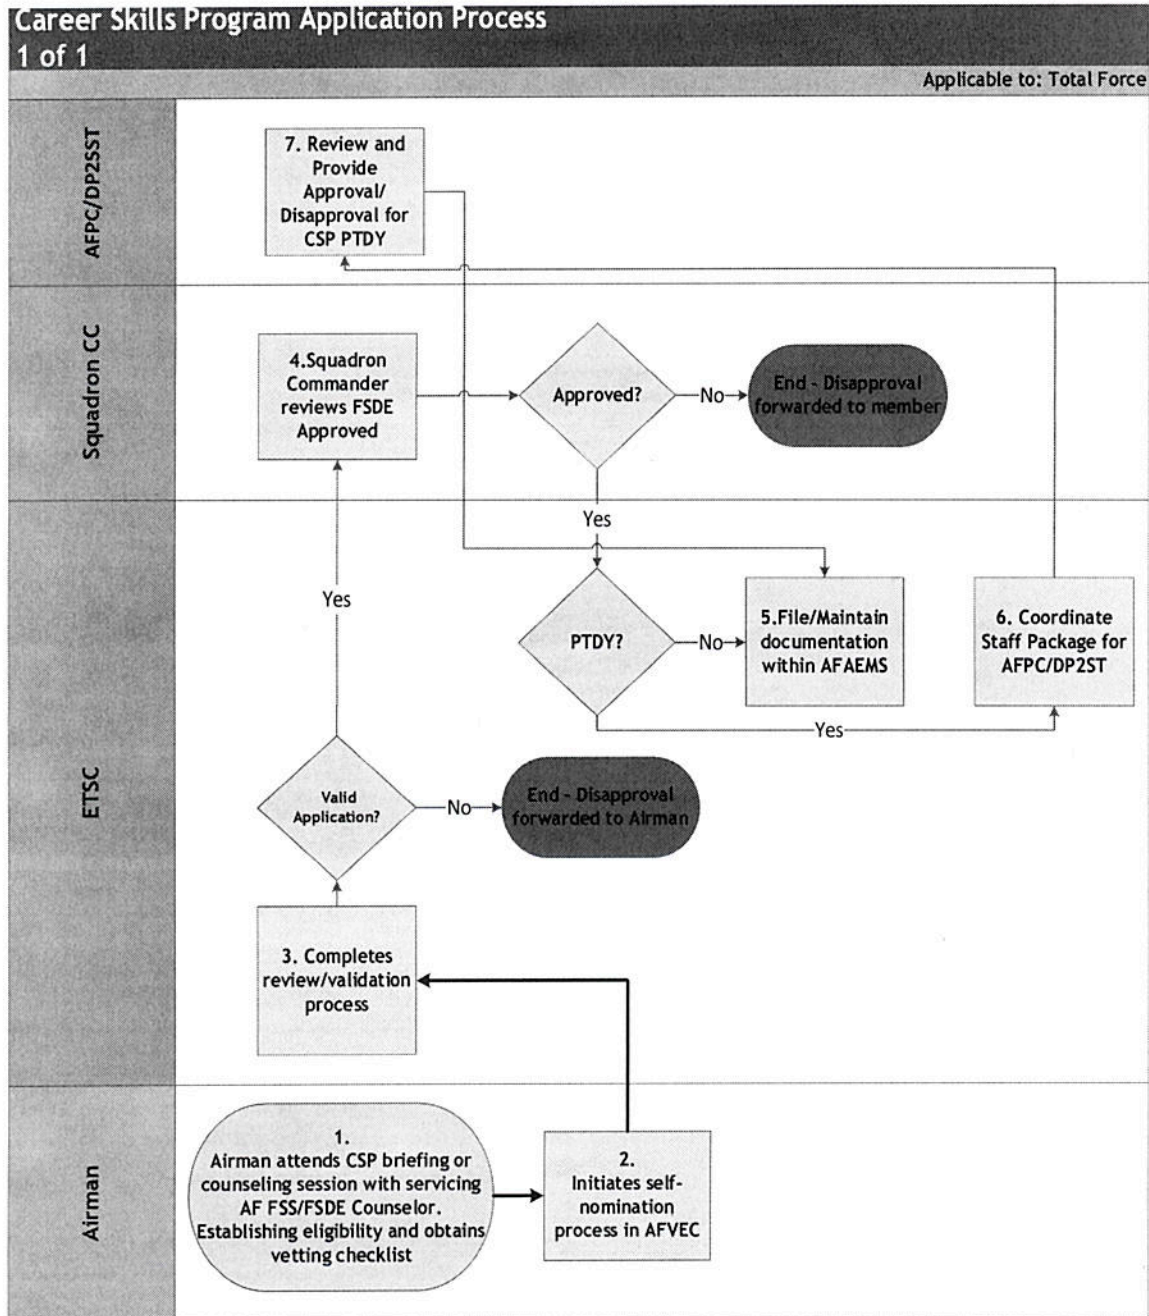 Career Skills Program Application Process
1 of 1
Applicable to: Total Force
AFPC/DP2SST
7. Review and
Provide
Approval/
Disapproval for
CSP PTDY
Squadron CC
4.Squadron
Commander
reviews FSDE
Approved
Approved?
No
End - Disapproval
forwarded to member
Yes
ETSC
Yes
PTDY?
No
5.File/Maintain
documentation
within AFAEMS
6. Coordinate
Staff Package for
AFPC/DP2ST
Yes
Valid
Application?
No
End - Disapproval
forwarded to Airman
3. Completes
review/validation
process
Airman
1.
Airman attends CSP briefing or
counseling session with servicing
AF FSS/FSDE Counselor.
Establishing eligibility and obtains
vetting checklist
2.
Initiates self-
nomination
process in AFVEC